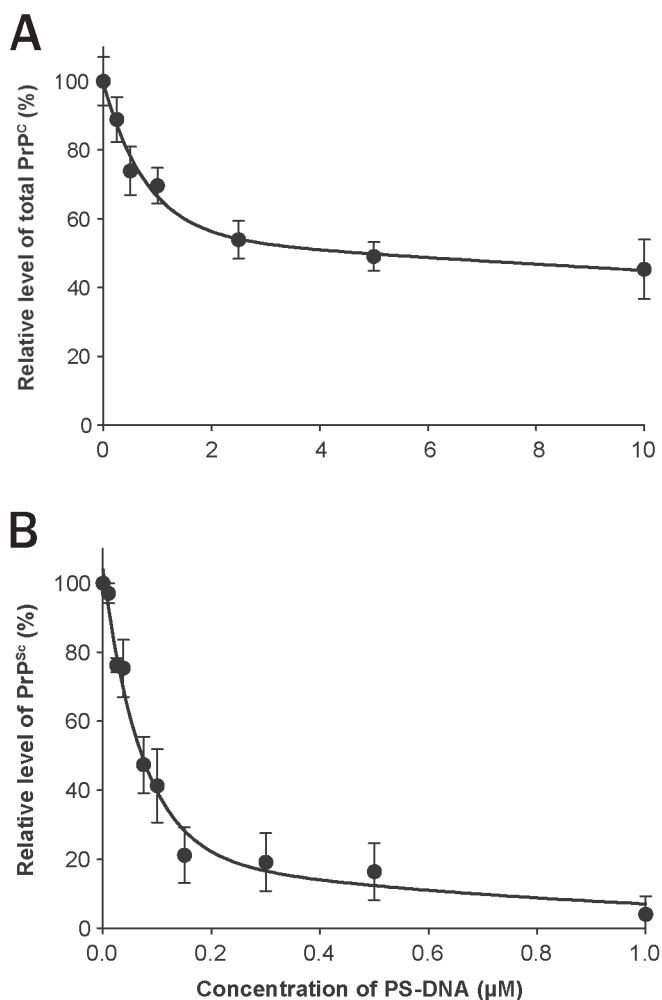 A
Relative level of total PrPᶜ (%)
100
80
60
40
20
0
0 2 4 6 8 10
B
Relative level of PrPˢᶜ (%)
100
80
60
40
20
0
0.0 0.2 0.4 0.6 0.8 1.0
Concentration of PS-DNA (µM)